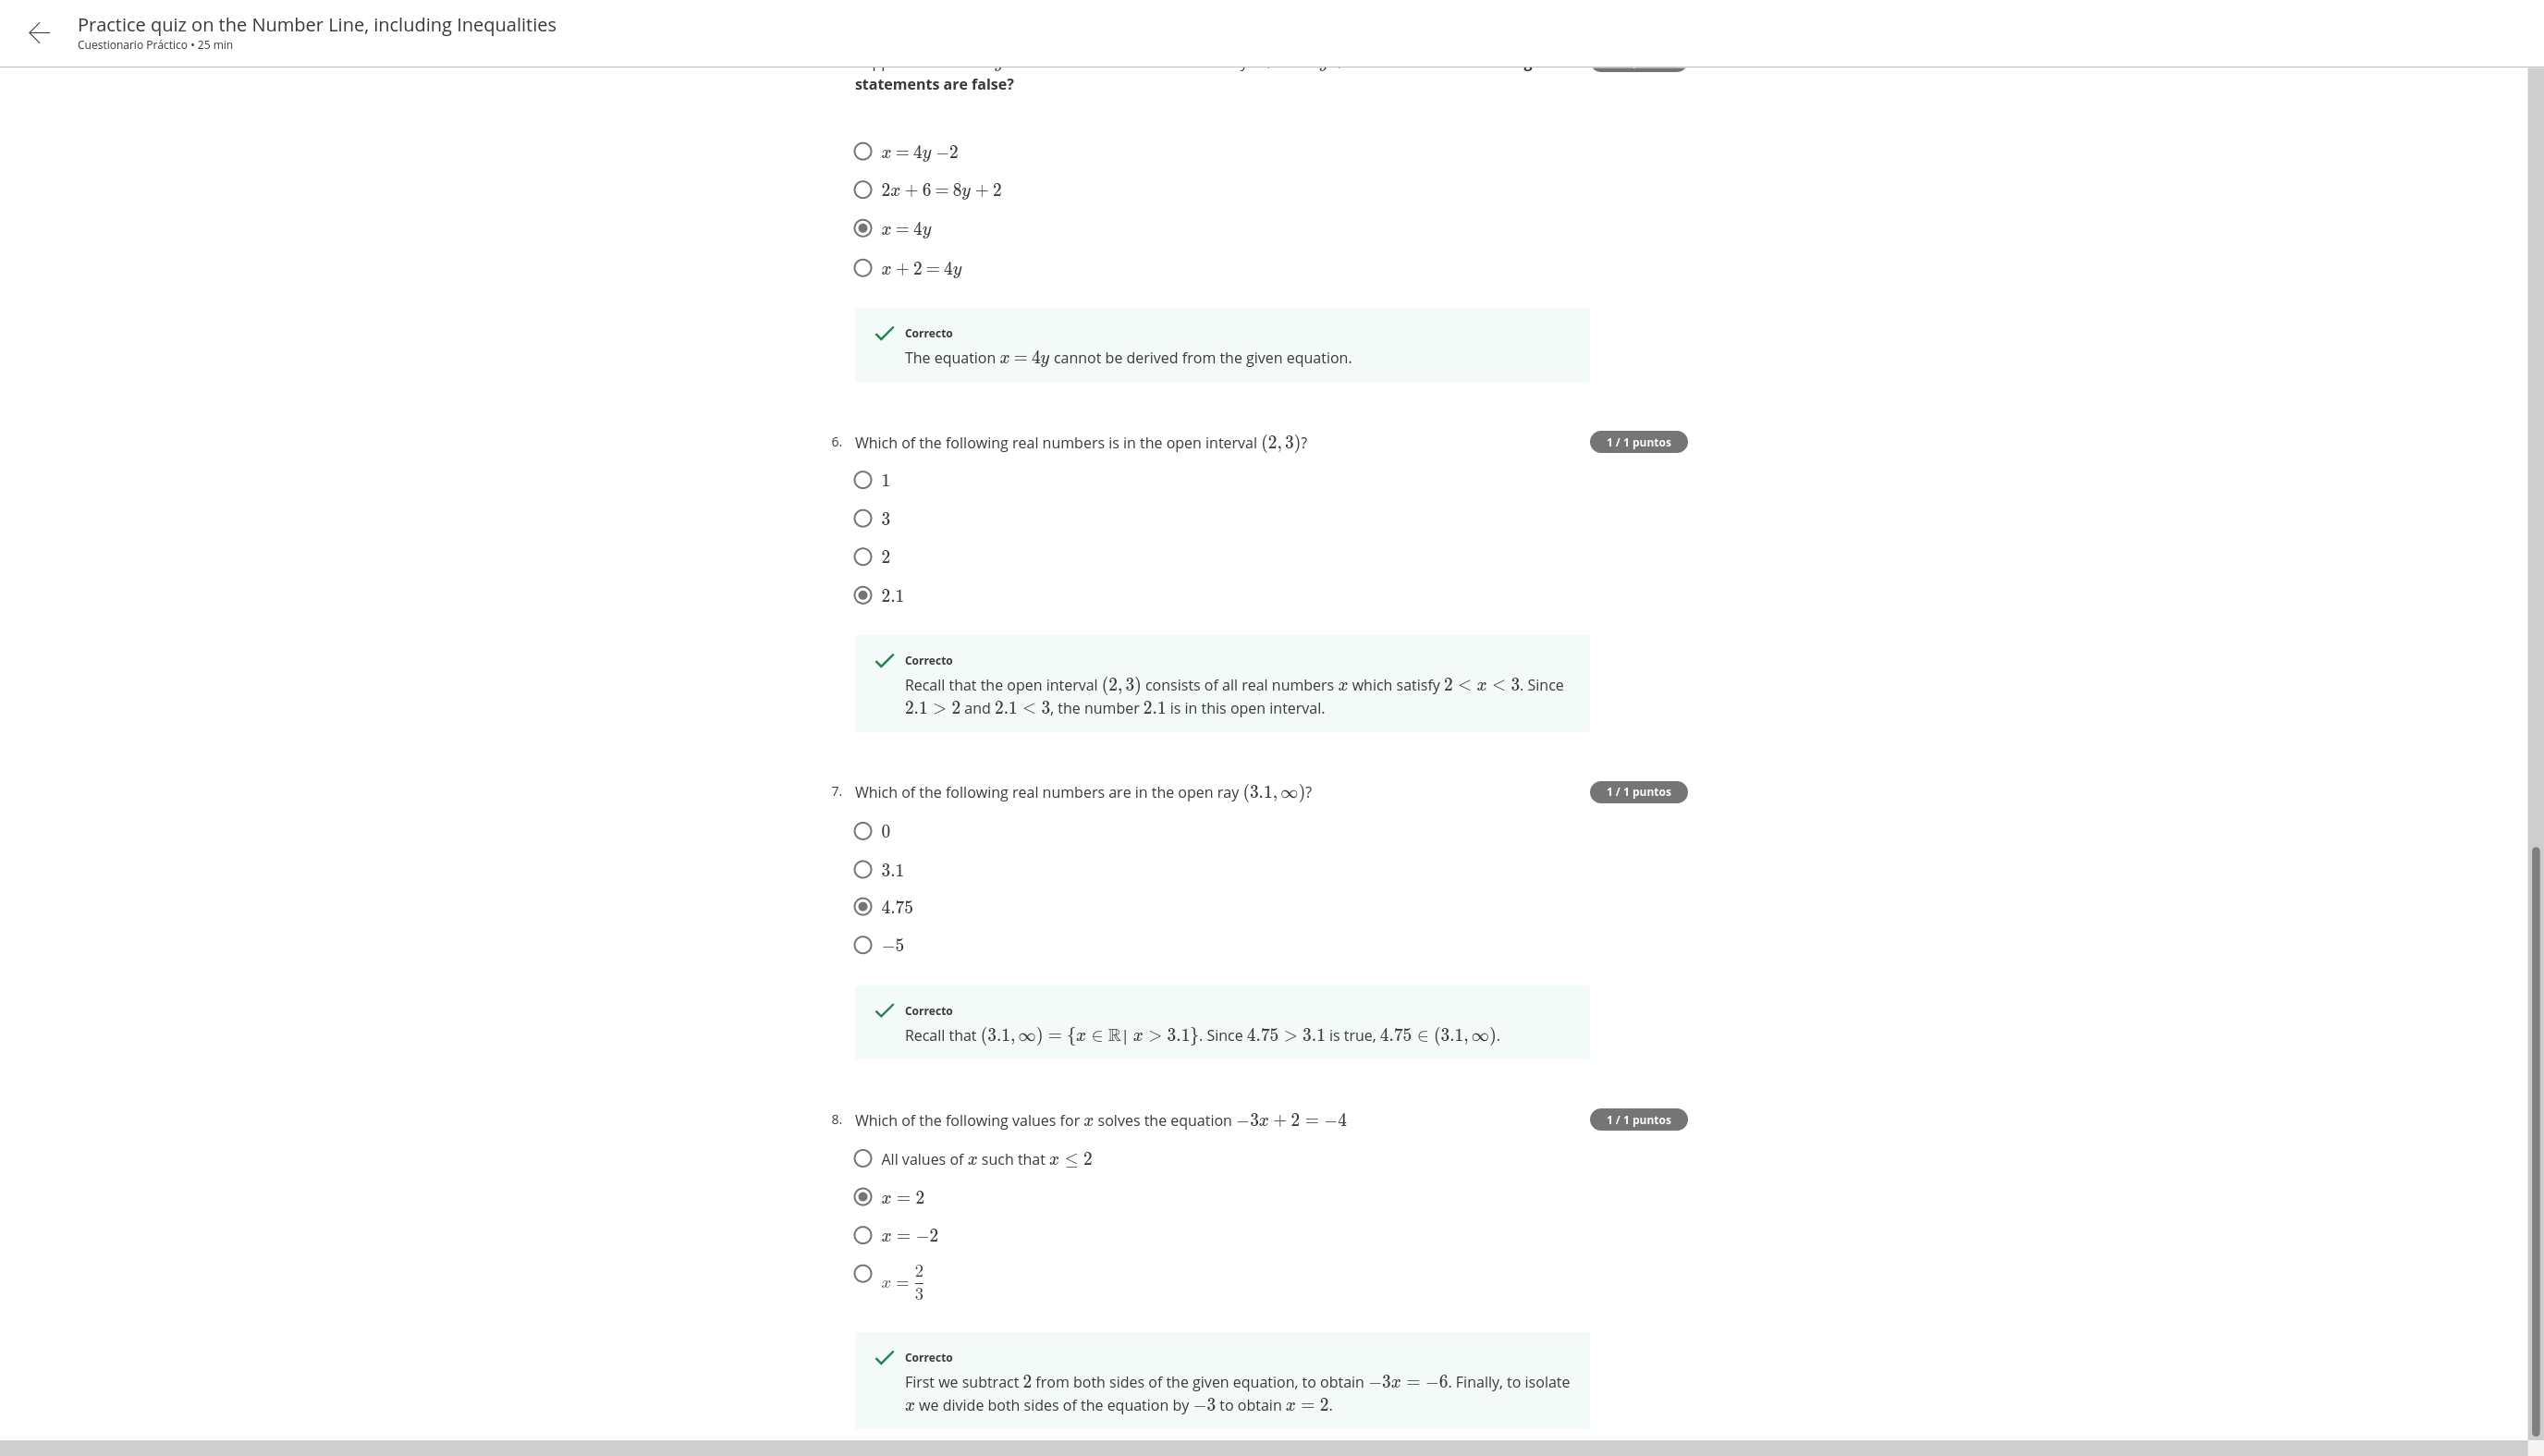 Practice quiz on the Number Line, including Inequalities
Cuestionario Práctico • 25 min
statements are false?
x = 4y −2
2x + 6 = 8y + 2
x = 4y
x + 2 = 4y
Correcto
The equation x = 4y cannot be derived from the given equation.
6. Which of the following real numbers is in the open interval (2, 3)?
1 / 1 puntos
1
3
2
2.1
Correcto
Recall that the open interval (2, 3) consists of all real numbers x which satisfy 2 < x < 3. Since
2.1 > 2 and 2.1 < 3, the number 2.1 is in this open interval.
7. Which of the following real numbers are in the open ray (3.1, ∞)?
1 / 1 puntos
0
3.1
4.75
−5
Correcto
Recall that (3.1, ∞) = {x ∈ ℝ| x > 3.1}. Since 4.75 > 3.1 is true, 4.75 ∈ (3.1, ∞).
8. Which of the following values for x solves the equation −3x + 2 = −4
1 / 1 puntos
All values of x such that x ≤ 2
x = 2
x = −2
x = 2/3
Correcto
First we subtract 2 from both sides of the given equation, to obtain −3x = −6. Finally, to isolate
x we divide both sides of the equation by −3 to obtain x = 2.